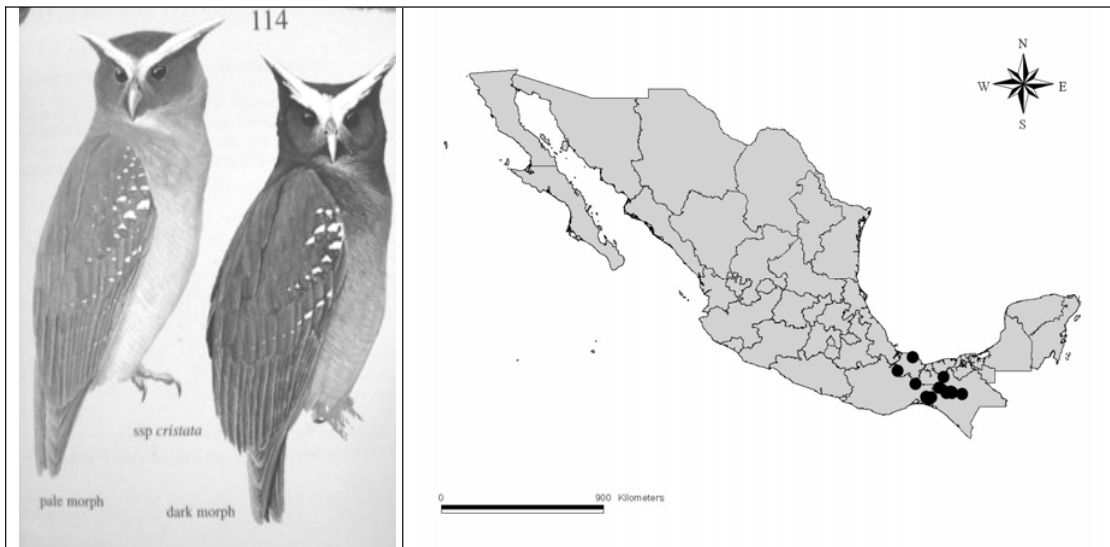 114
ssp cristata
pale morph
dark morph
N
W E
S
0 900 Kilometers